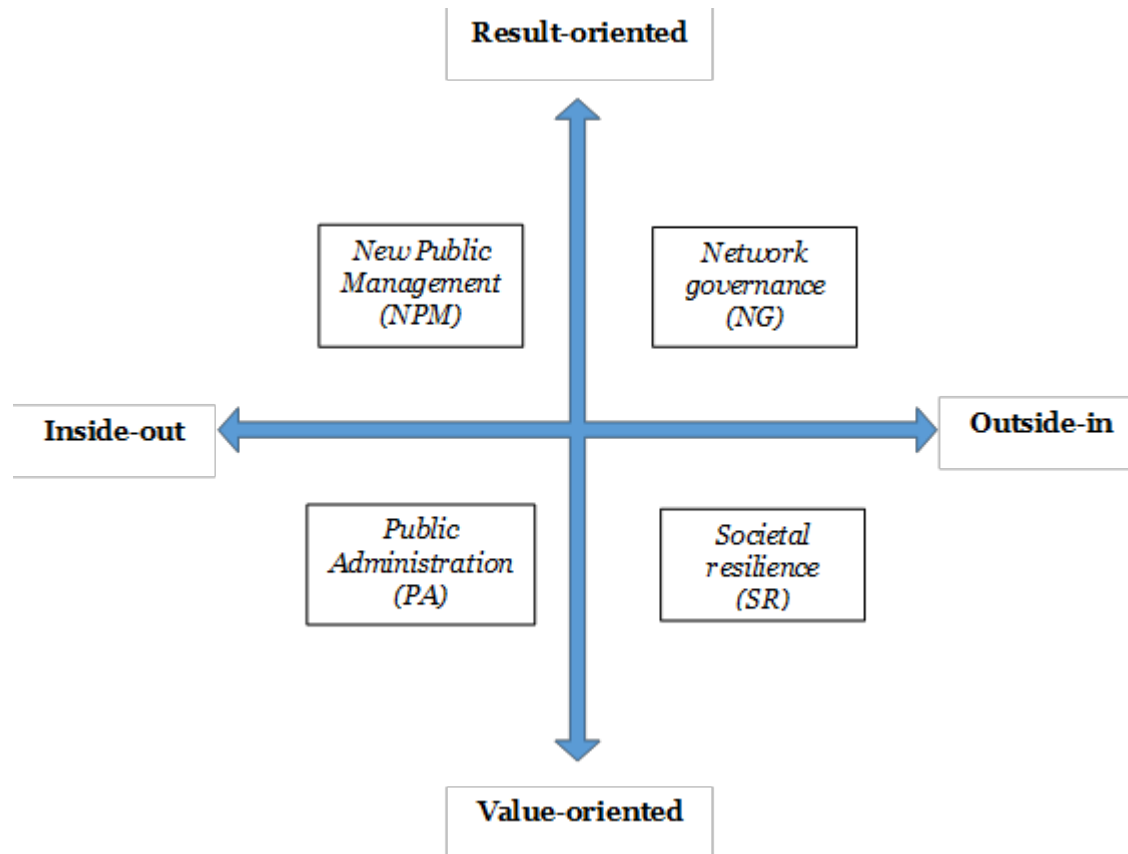 Result-oriented
New Public
Management
(NPM)
Network
governance
(NG)
Inside-out
Outside-in
Public
Administration
(PA)
Societal
resilience
(SR)
Value-oriented